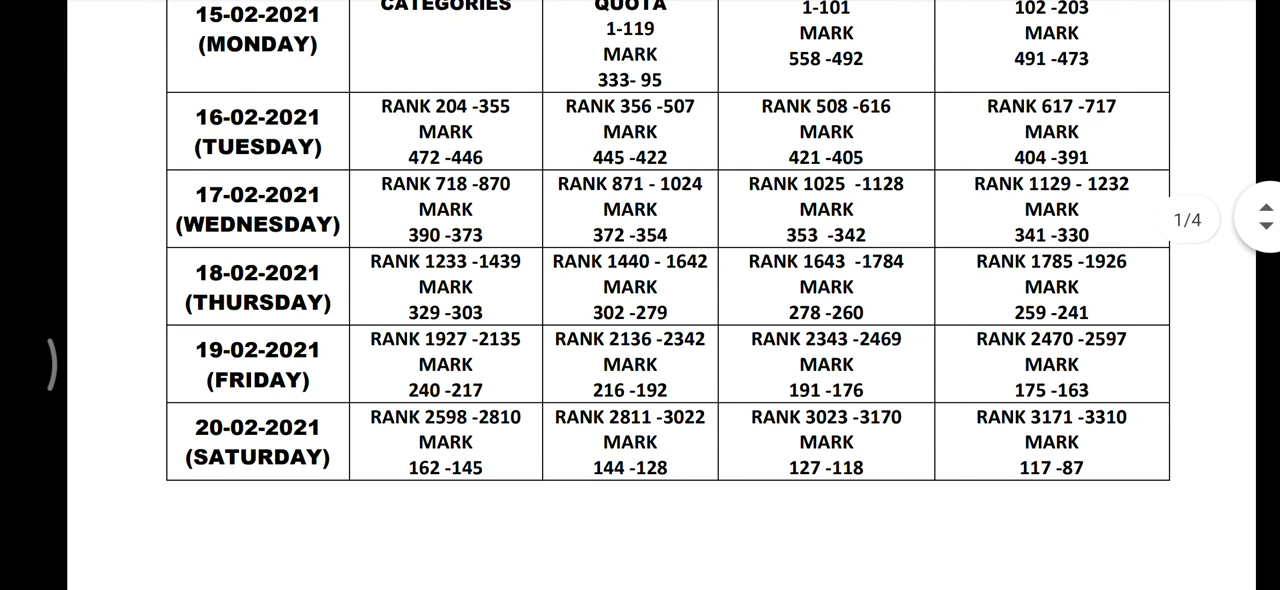 15-02-2021
(MONDAY)
CATEGORIES
QUOTA
1-119
MARK
333- 95
1-101
MARK
558 -492
102 -203
MARK
491 -473
16-02-2021
(TUESDAY)
RANK 204 -355
MARK
472 -446
RANK 356 -507
MARK
445 -422
RANK 508 -616
MARK
421 -405
RANK 617 -717
MARK
404 -391
17-02-2021
(WEDNESDAY)
RANK 718 -870
MARK
390 -373
RANK 871 - 1024
MARK
372 -354
RANK 1025 -1128
MARK
353 -342
RANK 1129 - 1232
MARK
341 -330
18-02-2021
(THURSDAY)
RANK 1233 -1439
MARK
329 -303
RANK 1440 - 1642
MARK
302 -279
RANK 1643 -1784
MARK
278 -260
RANK 1785 -1926
MARK
259 -241
19-02-2021
(FRIDAY)
RANK 1927 -2135
MARK
240 -217
RANK 2136 -2342
MARK
216 -192
RANK 2343 -2469
MARK
191 -176
RANK 2470 -2597
MARK
175 -163
20-02-2021
(SATURDAY)
RANK 2598 -2810
MARK
162 -145
RANK 2811 -3022
MARK
144 -128
RANK 3023 -3170
MARK
127 -118
RANK 3171 -3310
MARK
117 -87
1/4